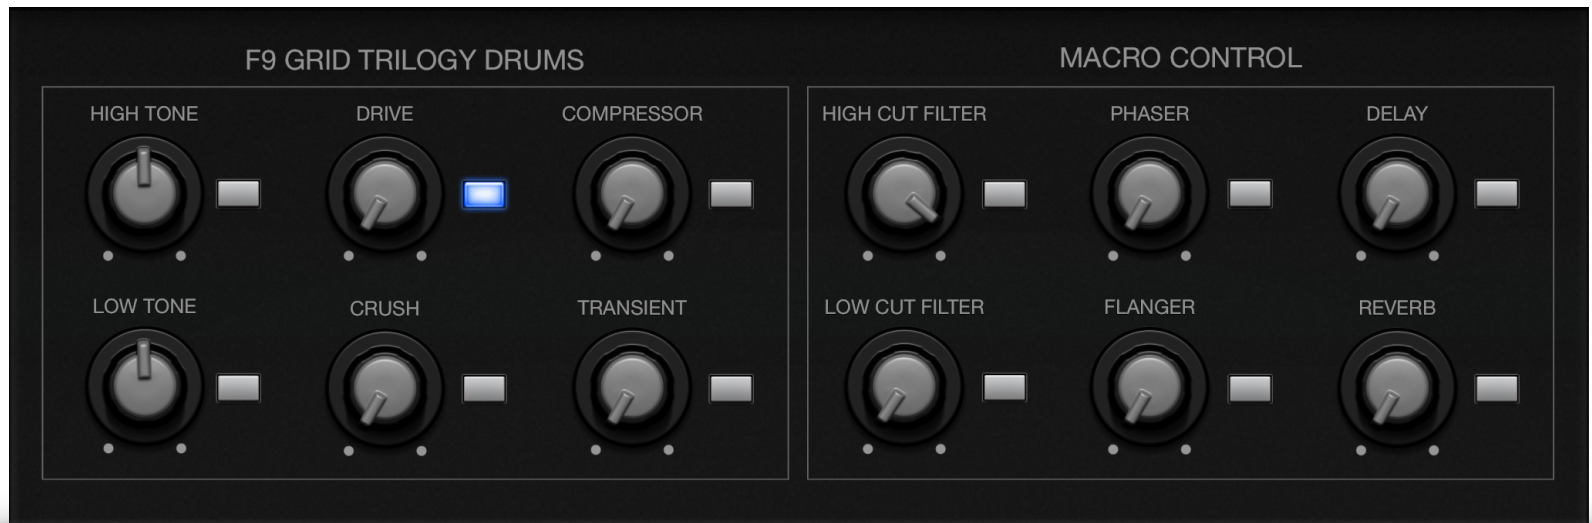 F9 GRID TRILOGY DRUMS
MACRO CONTROL
HIGH TONE
DRIVE
COMPRESSOR
HIGH CUT FILTER
PHASER
DELAY
LOW TONE
CRUSH
TRANSIENT
LOW CUT FILTER
FLANGER
REVERB